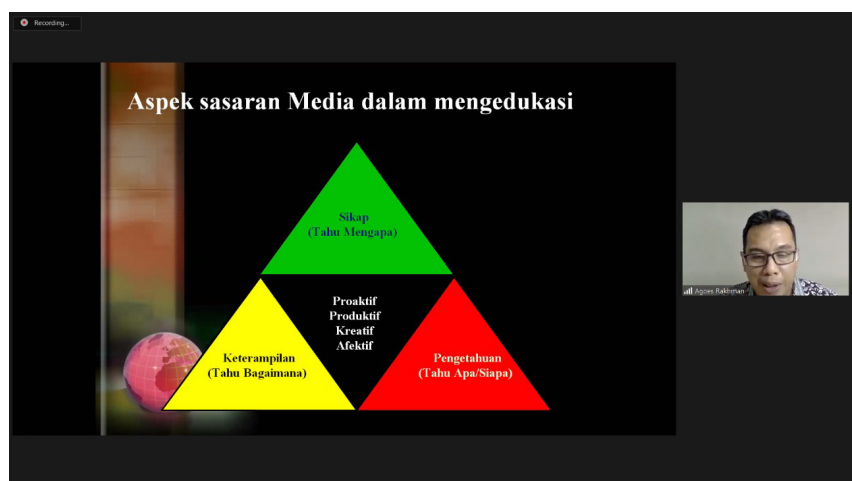 Recording...
Aspek sasaran Media dalam mengedukasi
Sikap
(Tahu Mengapa)
Proaktif
Produktif
Kreatif
Afektif
Keterampilan
(Tahu Bagaimana)
Pengetahuan
(Tahu Apa/Siapa)
Agoes Rakhman